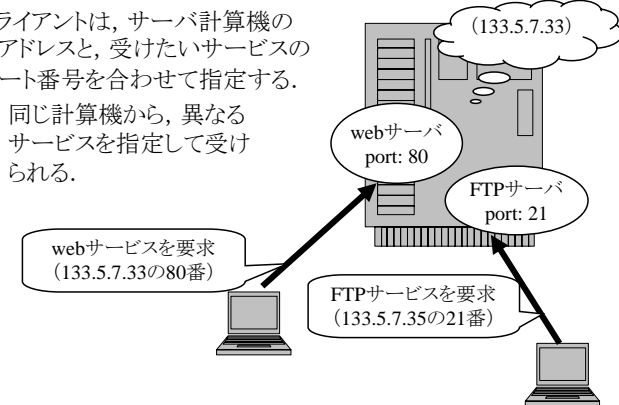 ライアントは，サーバ計算機の
アドレスと，受けたいサービスの
ート番号を合わせて指定する．
同じ計算機から，異なる
サービスを指定して受け
られる．
(133.5.7.33)
webサーバ
port: 80
FTPサーバ
port: 21
webサービスを要求
（133.5.7.33の80番）
FTPサービスを要求
（133.5.7.35の21番）